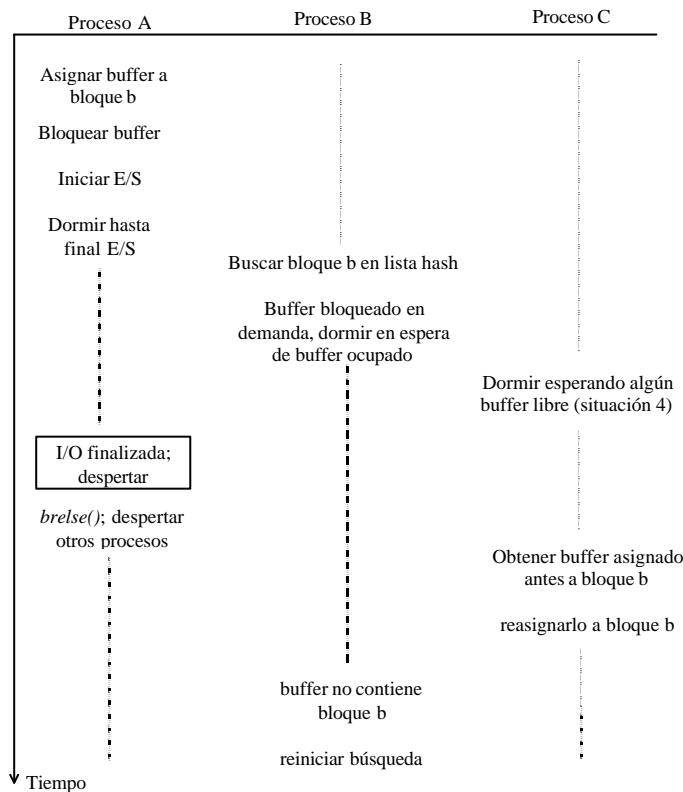 Proceso A
Proceso B
Proceso C
Asignar buffer a
bloque b
Bloquear buffer
Iniciar E/S
Dormir hasta
final E/S
Buscar bloque b en lista hash
Buffer bloqueado en
demanda, dormir en espera
de buffer ocupado
Dormir esperando algún
buffer libre (situación 4)
I/O finalizada;
despertar
brelse(); despertar
otros procesos
Obtener buffer asignado
antes a bloque b
reasignarlo a bloque b
buffer no contiene
bloque b
reiniciar búsqueda
Tiempo